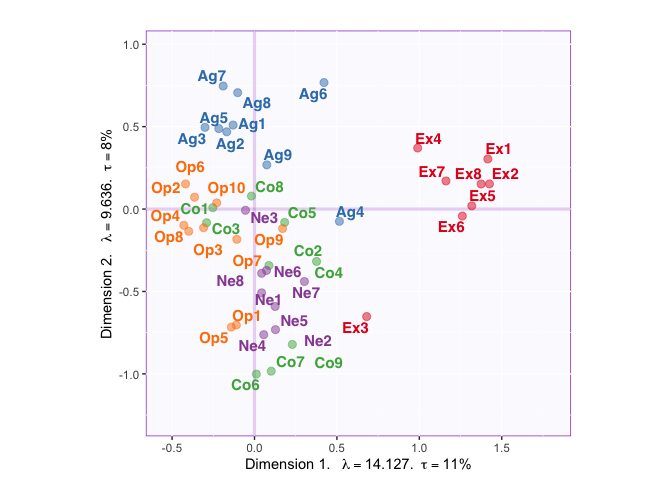 1.0
Ag7
Ag8
Ag6
Ag5
Ag1
0.5
Ag3
Ag2
Ex4
Ex1
Ag9
Op6
Ex7
Ex8
Ex2
Op2
Op10
Co8
Ex5
0.0
Co1
Ne3
Co5
Ag4
Op4
Co3
Ex6
Op8
Op9
Op3
Co2
Op7
Ne6
Co4
Ne8
Ne7
-0.5
Ne1
Op1
Ne5
Ex3
Op5
Ne4
Ne2
Co7
Co9
-1.0
Co6
-0.5
0.0
0.5
1.0
1.5
Dimension 1. λ = 14.127. τ = 11%
Dimension 2. λ = 9.636. τ = 8%